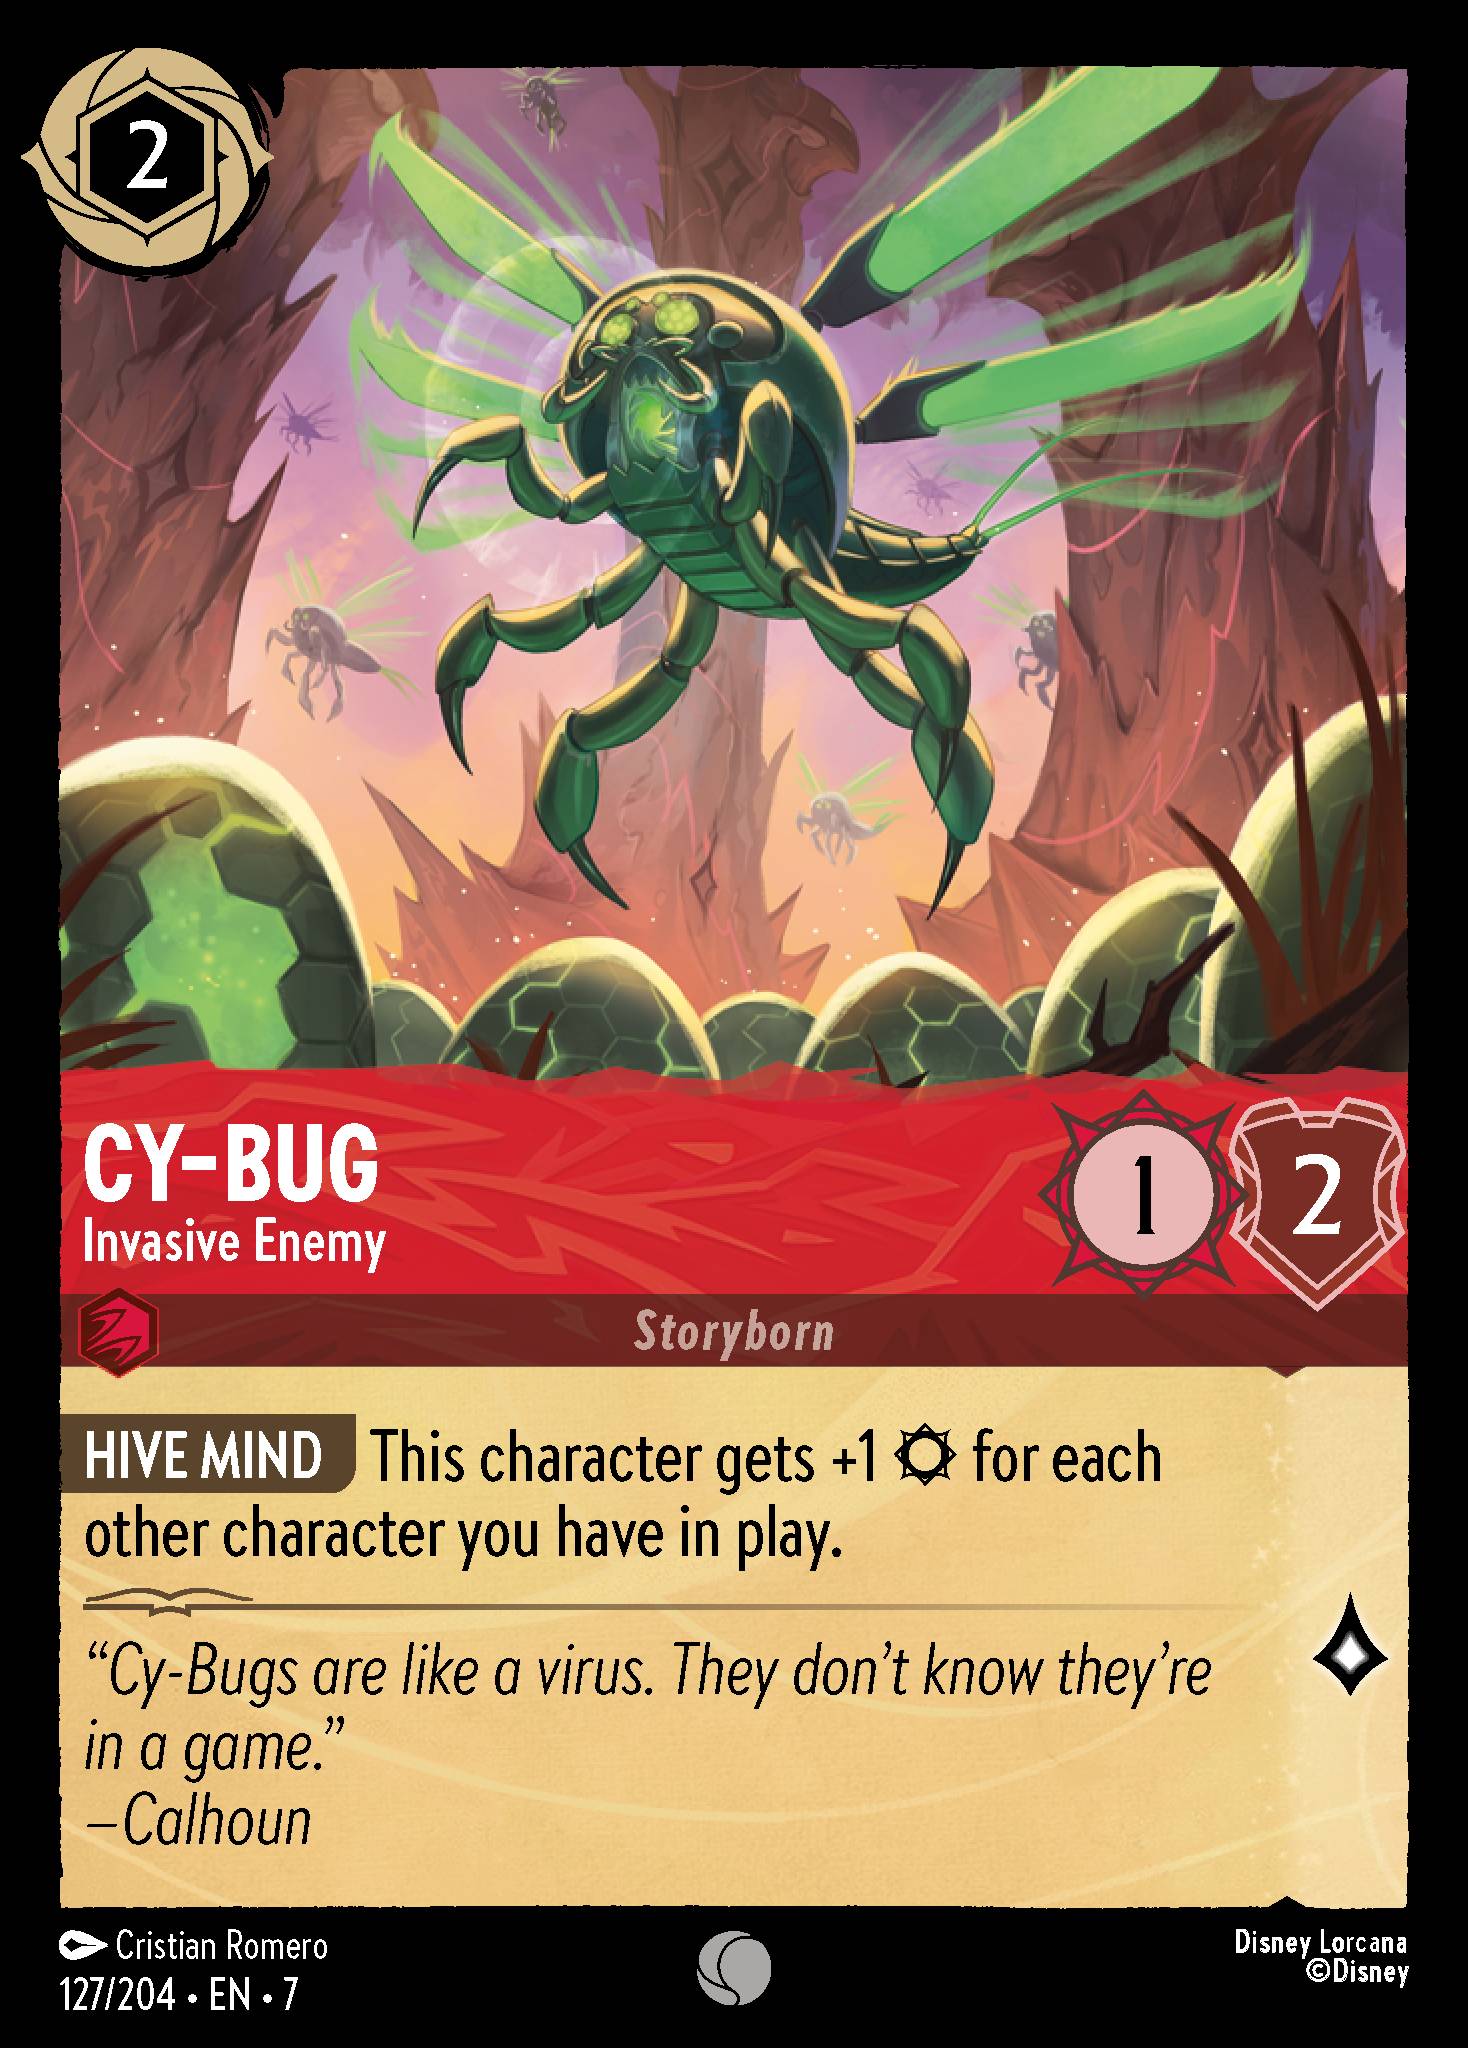 2
CY-BUG
Invasive Enemy
1
2
Storyborn
HIVE MIND This character gets +1 for each
other character you have in play.
“Cy-Bugs are like a virus. They don’t know they’re
in a game.”
–Calhoun
Cristian Romero
127/204 • EN • 7
Disney Lorcana
©Disney